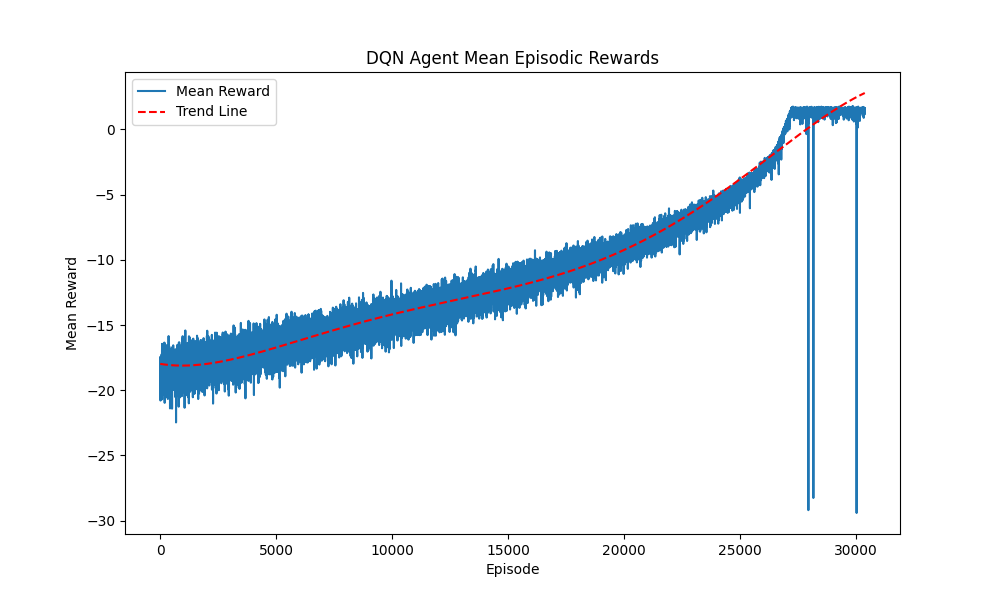 DQN Agent Mean Episodic Rewards
Mean Reward
Trend Line
0
−5
−10
−15
−20
−25
−30
Mean Reward
0
5000
10000
15000
20000
25000
30000
Episode